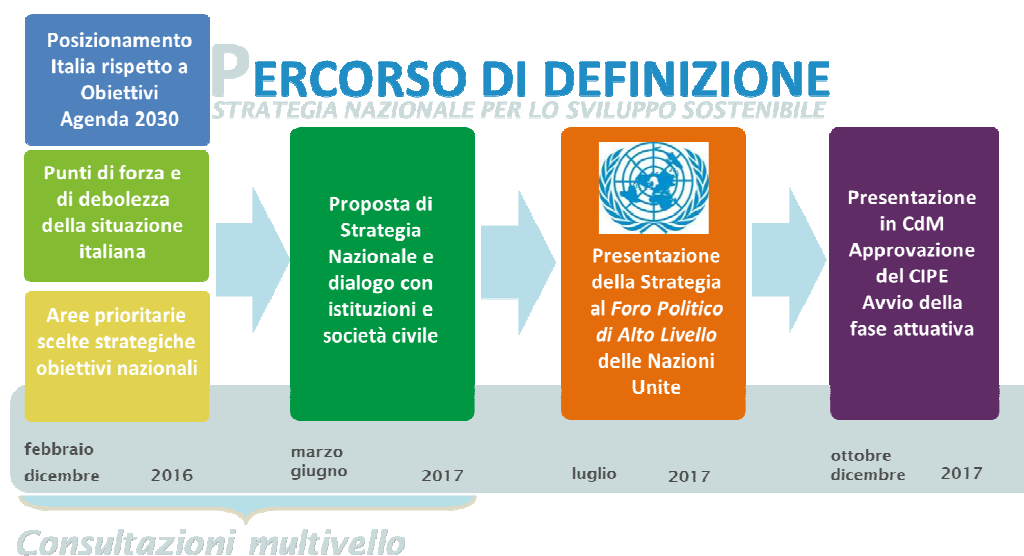 PERCORSO DI DEFINIZIONE
STRATEGIA NAZIONALE PER LO SVILUPPO SOSTENIBILE
Posizionamento
Italia rispetto a
Obiettivi
Agenda 2030
Punti di forza e
di debolezza
della situazione
italiana
Aree prioritarie
scelte strategiche
obiettivi nazionali
febbraio
dicembre 2016
Proposta di
Strategia
Nazionale e
dialogo con
istituzioni e
società civile
marzo
giugno 2017
Presentazione
della Strategia
al Foro Politico
di Alto Livello
delle Nazioni
Unite
luglio 2017
Presentazione
in CdM
Approvazione
del CIPE
Avvio della
fase attuativa
ottobre
dicembre 2017
Consultazioni multivello